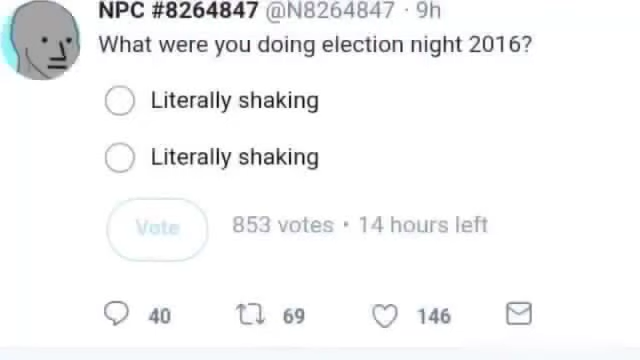 NPC #8264847 @N8264847 · 9h
What were you doing election night 2016?
Literally shaking
Literally shaking
Vote 853 votes • 14 hours left
40 69 146